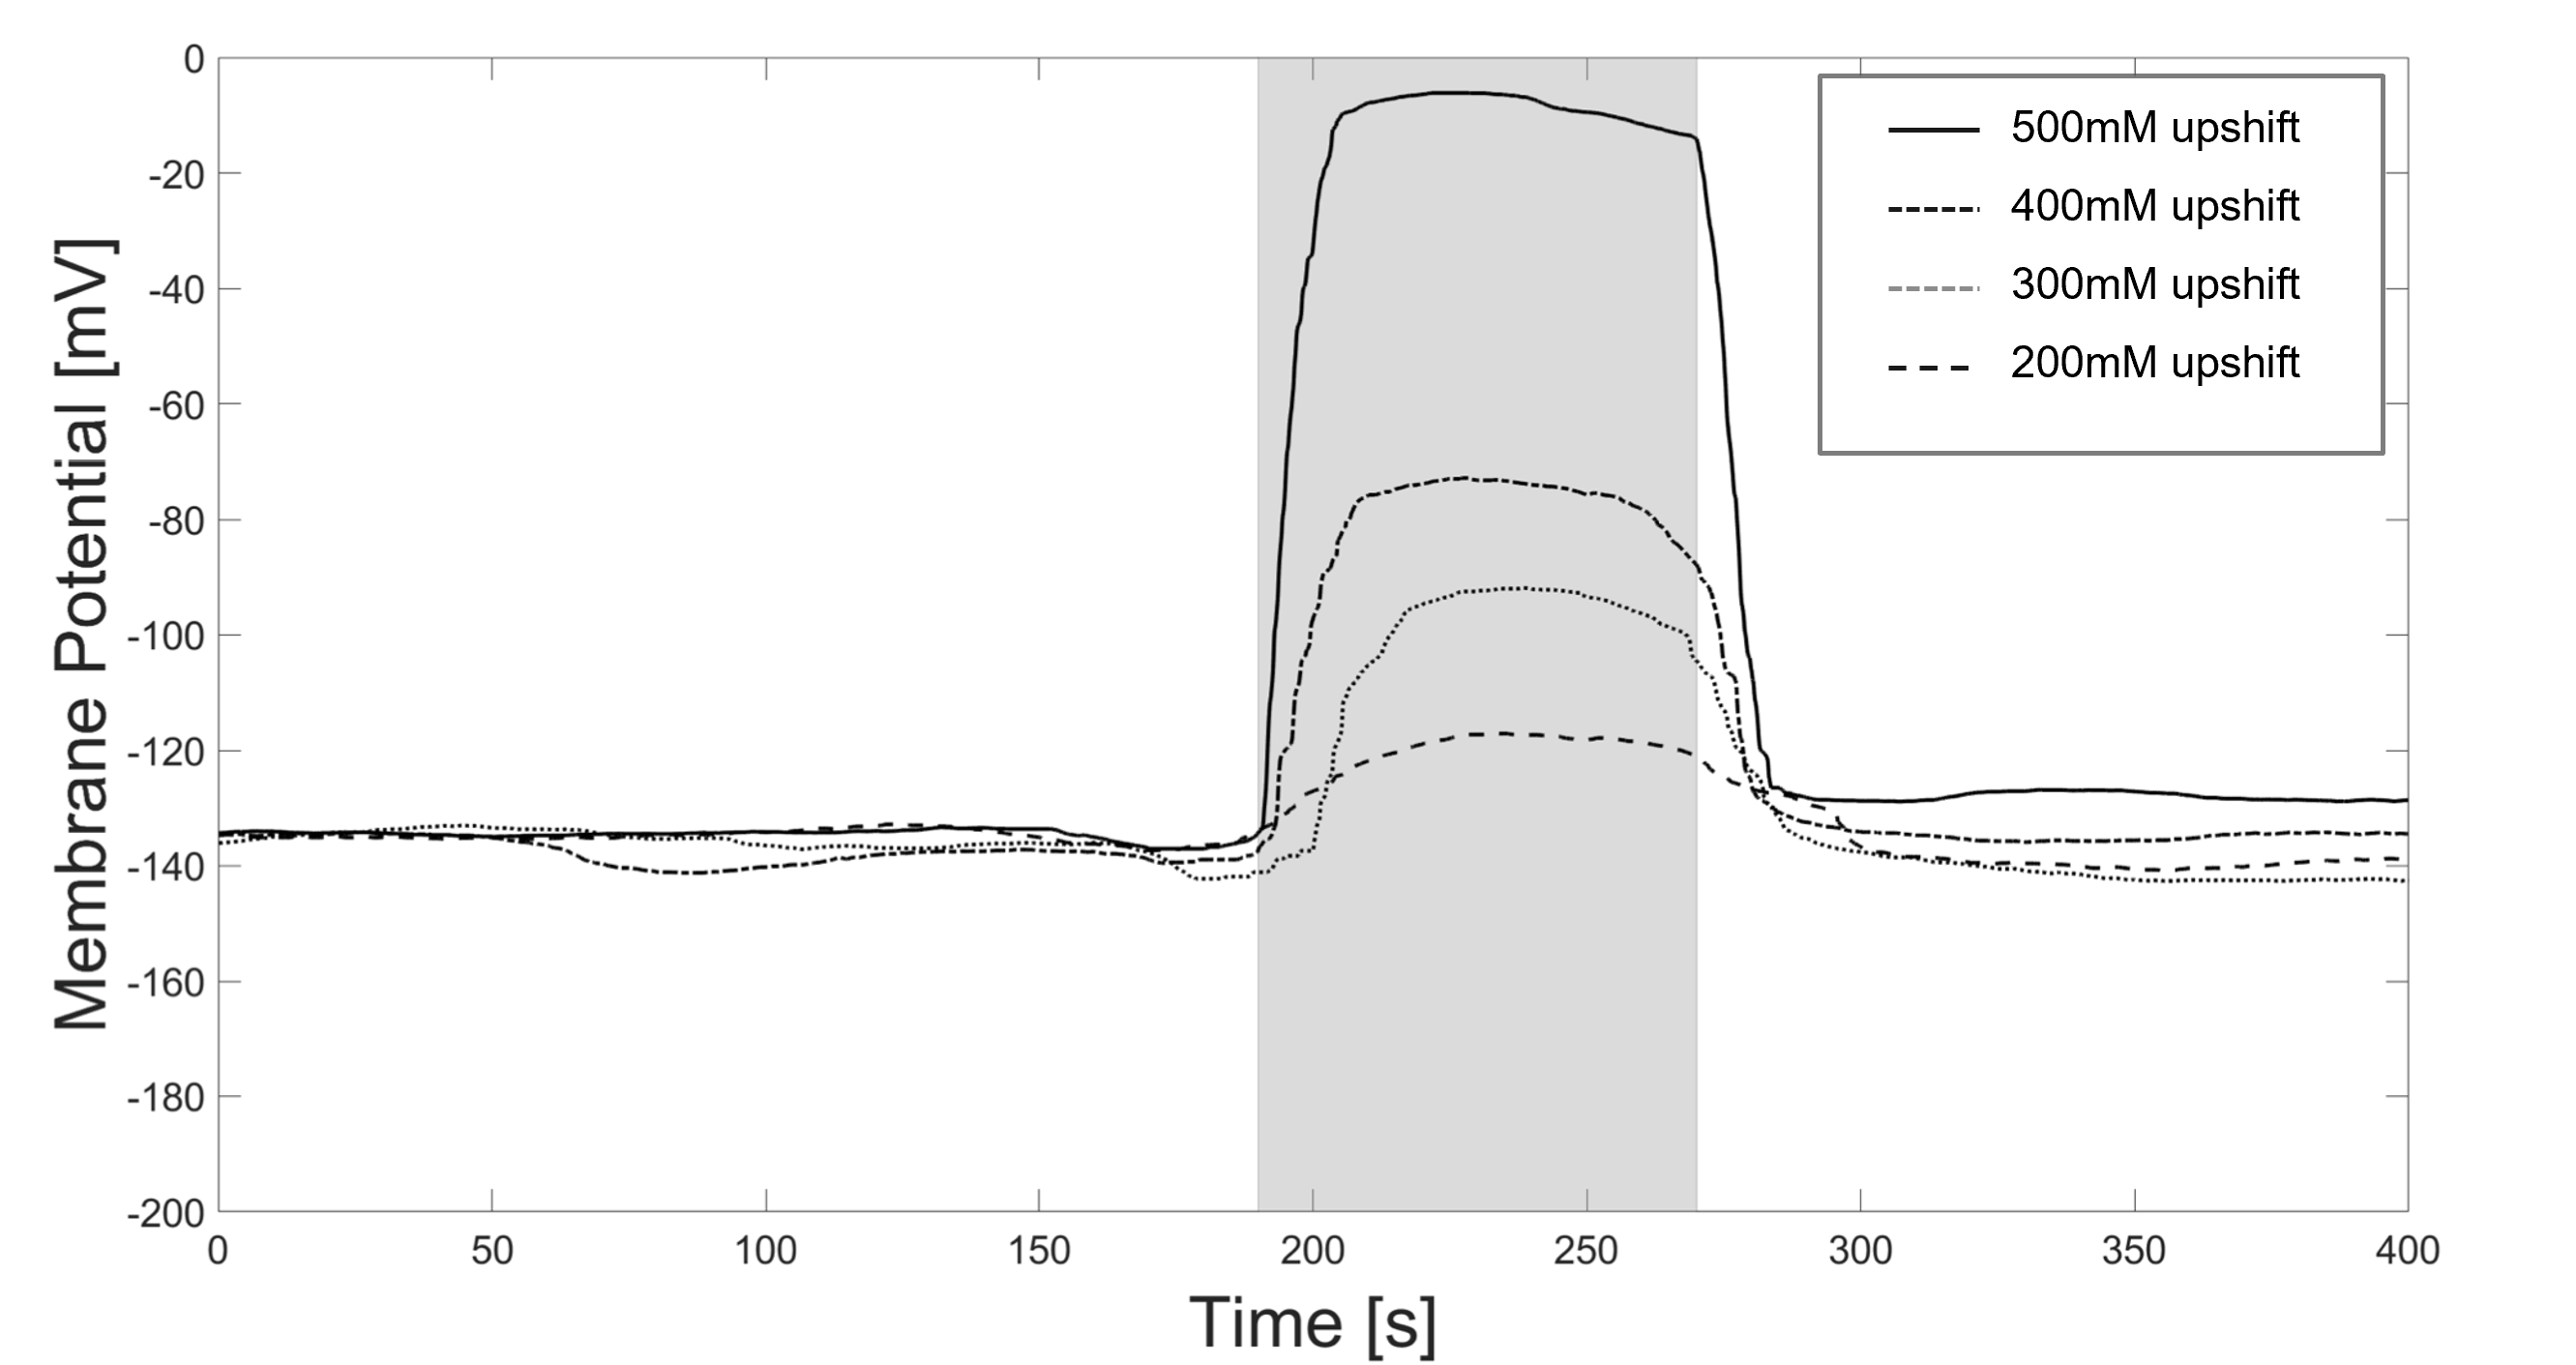 0
-20
-40
-60
-80
-100
-120
-140
-160
-180
-200
Membrane Potential [mV]
500mM upshift
400mM upshift
300mM upshift
200mM upshift
0 50 100 150 200 250 300 350 400
Time [s]